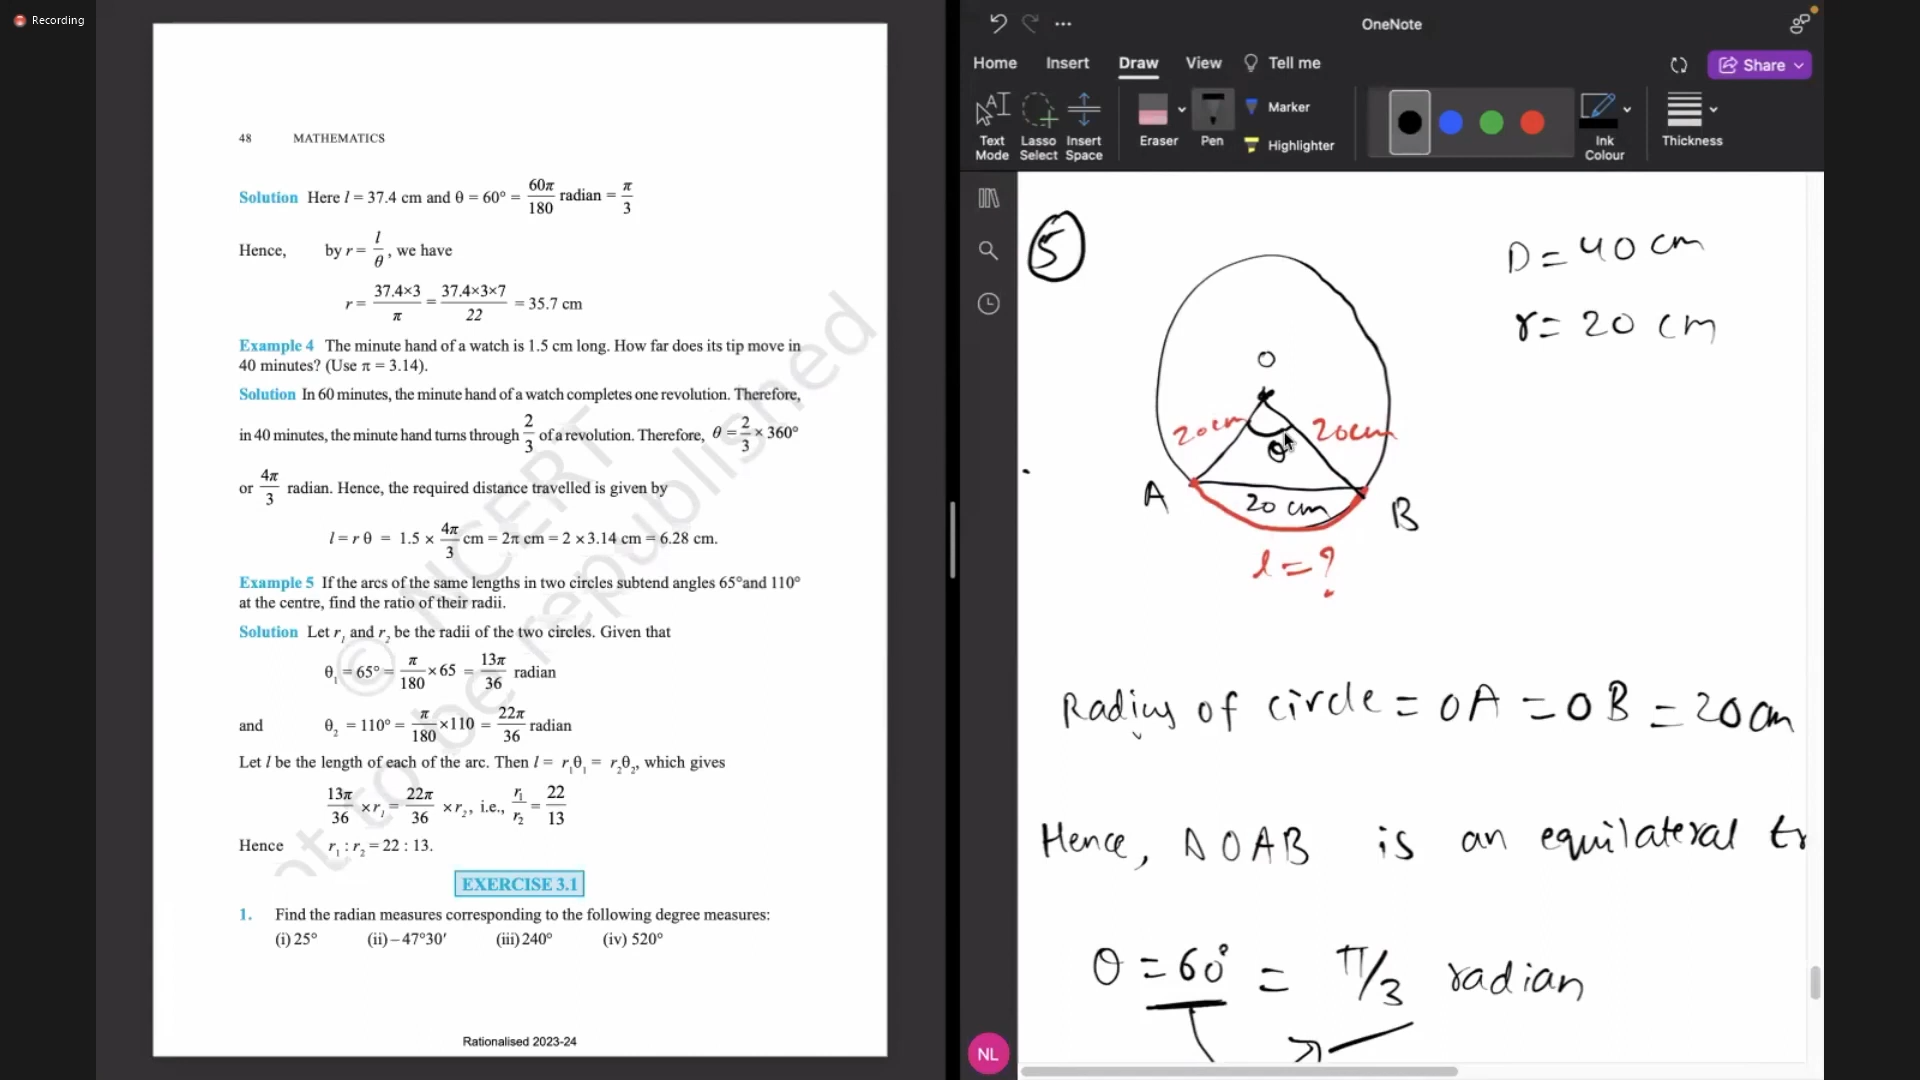 Recording
48 MATHEMATICS
Solution Here l = 37.4 cm and θ = 60° = 60π/180 radian = π/3
Hence, by r = l/θ, we have
r = 37.4×3/π = 37.4×3×7/22 = 35.7 cm
Example 4 The minute hand of a watch is 1.5 cm long. How far does its tip move in
40 minutes? (Use π = 3.14).
Solution In 60 minutes, the minute hand of a watch completes one revolution. Therefore,
in 40 minutes, the minute hand turns through 2/3 of a revolution. Therefore, θ = 2/3 × 360°
or 4π/3 radian. Hence, the required distance travelled is given by
l = r θ = 1.5 × 4π/3 cm = 2π cm = 2 ×3.14 cm = 6.28 cm.
Example 5 If the arcs of the same lengths in two circles subtend angles 65°and 110°
at the centre, find the ratio of their radii.
Solution Let r1 and r2 be the radii of the two circles. Given that
θ1 = 65° = π/180 × 65 = 13π/36 radian
and θ2 = 110° = π/180 ×110 = 22π/36 radian
Let l be the length of each of the arc. Then l = r1θ1 = r2θ2, which gives
13π/36 × r1 = 22π/36 × r2, i.e., r1/r2 = 22/13
Hence r1 : r2 = 22 : 13.
EXERCISE 3.1
1. Find the radian measures corresponding to the following degree measures:
(i) 25° (ii) –47°30′ (iii) 240° (iv) 520°
Rationalised 2023-24
© NCERT
not to be republished
OneNote
Home Insert Draw View Tell me
Share
Text Mode
Lasso Select
Insert Space
Eraser
Pen
Marker
Highlighter
Ink Colour
Thickness
5
D = 40 cm
r = 20 cm
O
20cm 20cm
θ
A 20 cm B
l = ?
Radius of circle = OA = OB = 20cm
Hence, ΔOAB is an equilateral tr
θ = 60° = π/3 radian
NL